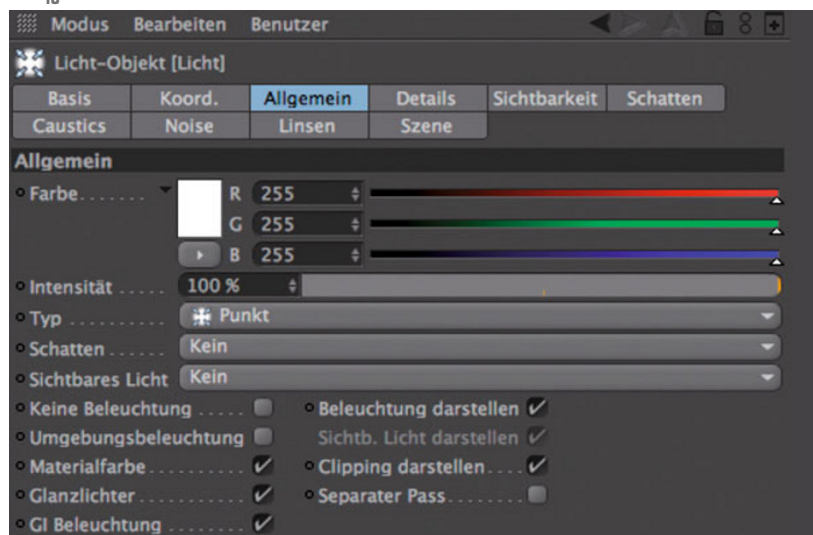 Modus Bearbeiten Benutzer
Licht-Objekt [Licht]
Basis Koord. Allgemein Details Sichtbarkeit Schatten
Caustics Noise Linsen Szene
Allgemein
Farbe....... R 255
G 255
B 255
Intensität ..... 100 %
Typ .......... Punkt
Schatten ...... Kein
Sichtbares Licht Kein
Keine Beleuchtung ..... Beleuchtung darstellen
Umgebungsbeleuchtung Sichtb. Licht darstellen
Materialfarbe.......... Clipping darstellen....
Glanzlichter........... Separater Pass........
GI Beleuchtung ........